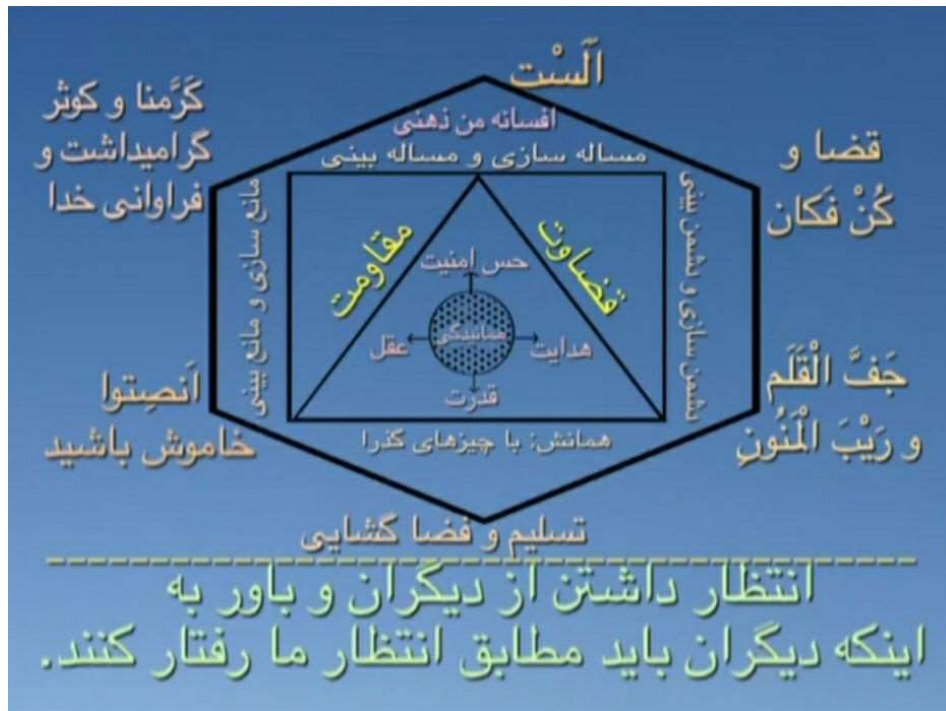 اَلَسْت
افسانه من ذهنی
مساله سازی و مساله بینی
قضا و
کُنْ فَکان
کَرَّمنا و کوثر
گرامیداشت و
فراوانی خدا
دشمن سازی و دشمن بینی
مانع سازی و مانع بینی
قضاوت
مقاومت
حس امنیت
هدایت
همانیدگی
عقل
قدرت
جَفَّ الْقَلَم
و رَیْبَ الْمَنُونِ
اَنصِتوا
خاموش باشید
همانش: با چیزهای گذرا
تسلیم و فضا گشایی
انتظار داشتن از دیگران و باور به
اینکه دیگران باید مطابق انتظار ما رفتار کنند.